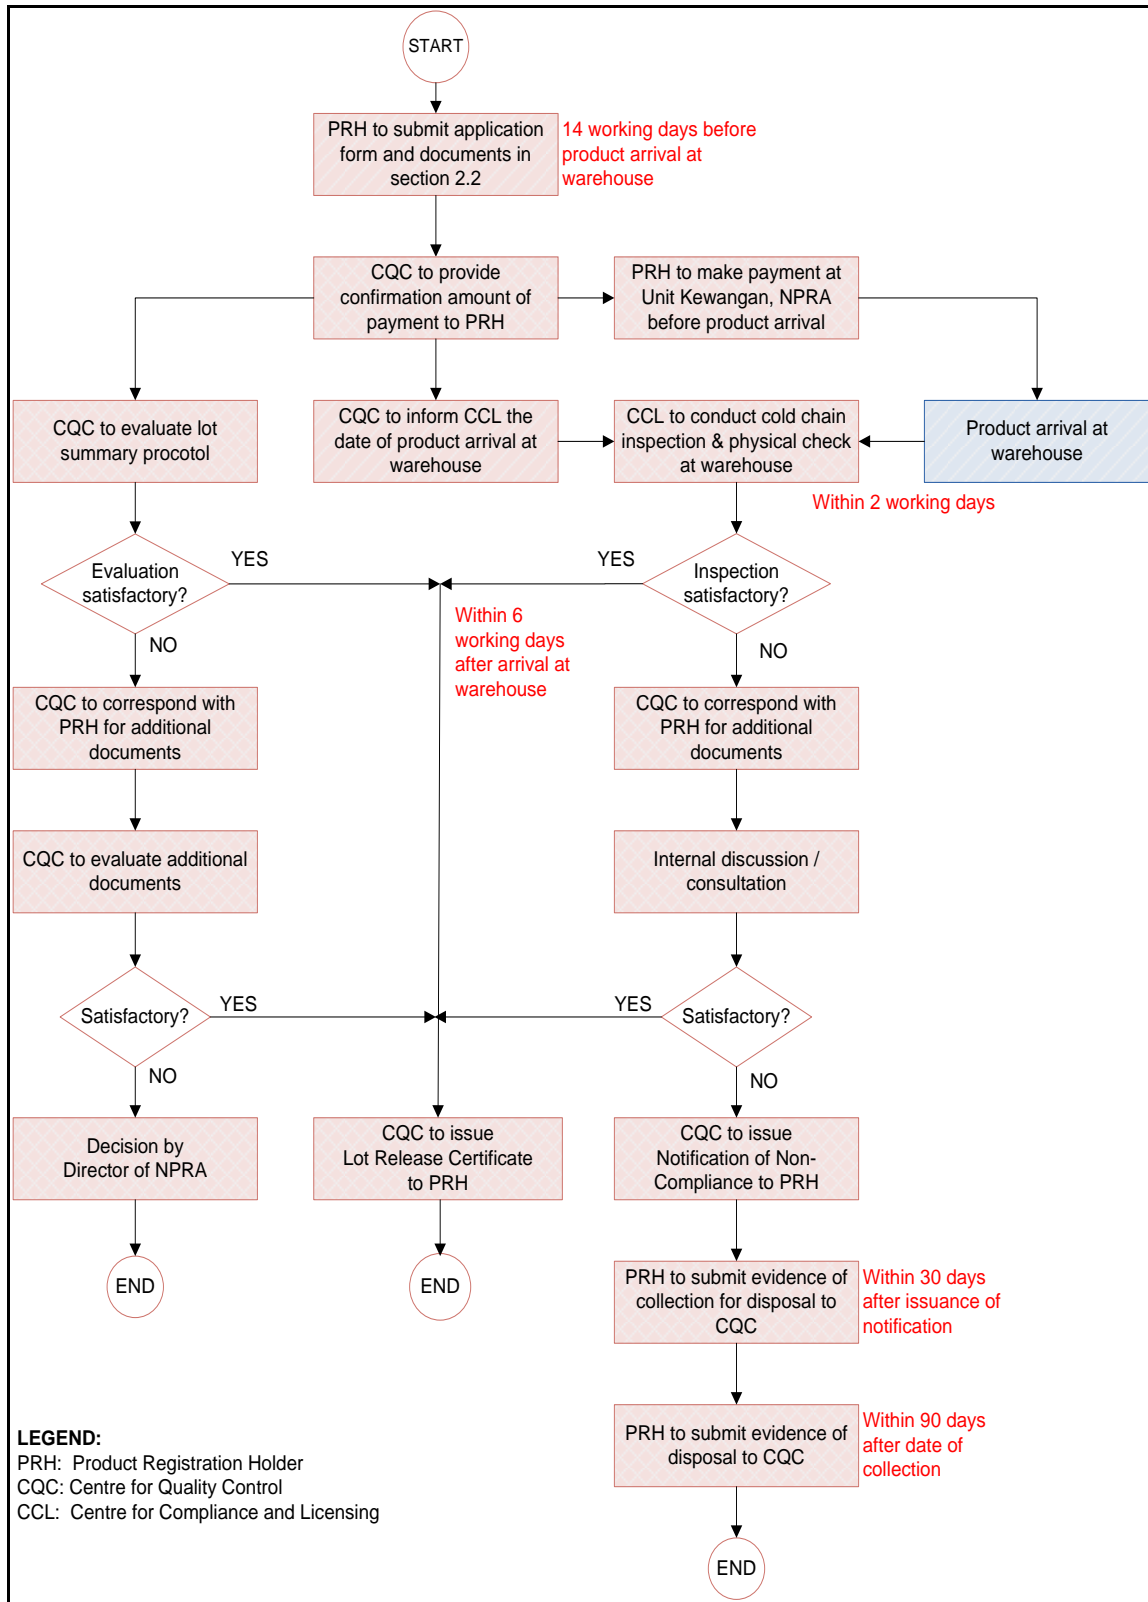 START
PRH to submit application
form and documents in
section 2.2
14 working days before
product arrival at
warehouse
CQC to provide
confirmation amount of
payment to PRH
PRH to make payment at
Unit Kewangan, NPRA
before product arrival
CQC to evaluate lot
summary procotol
CQC to inform CCL the
date of product arrival at
warehouse
CCL to conduct cold chain
inspection & physical check
at warehouse
Product arrival at
warehouse
Within 2 working days
Evaluation
satisfactory?
YES
YES
Inspection
satisfactory?
NO
Within 6
working days
after arrival at
warehouse
NO
CQC to correspond with
PRH for additional
documents
CQC to correspond with
PRH for additional
documents
CQC to evaluate additional
documents
Internal discussion /
consultation
Satisfactory?
YES
YES
Satisfactory?
NO
NO
Decision by
Director of NPRA
CQC to issue
Lot Release Certificate
to PRH
CQC to issue
Notification of Non-
Compliance to PRH
END
END
PRH to submit evidence of
collection for disposal to
CQC
Within 30 days
after issuance of
notification
PRH to submit evidence of
disposal to CQC
Within 90 days
after date of
collection
LEGEND:
PRH: Product Registration Holder
CQC: Centre for Quality Control
CCL: Centre for Compliance and Licensing
END